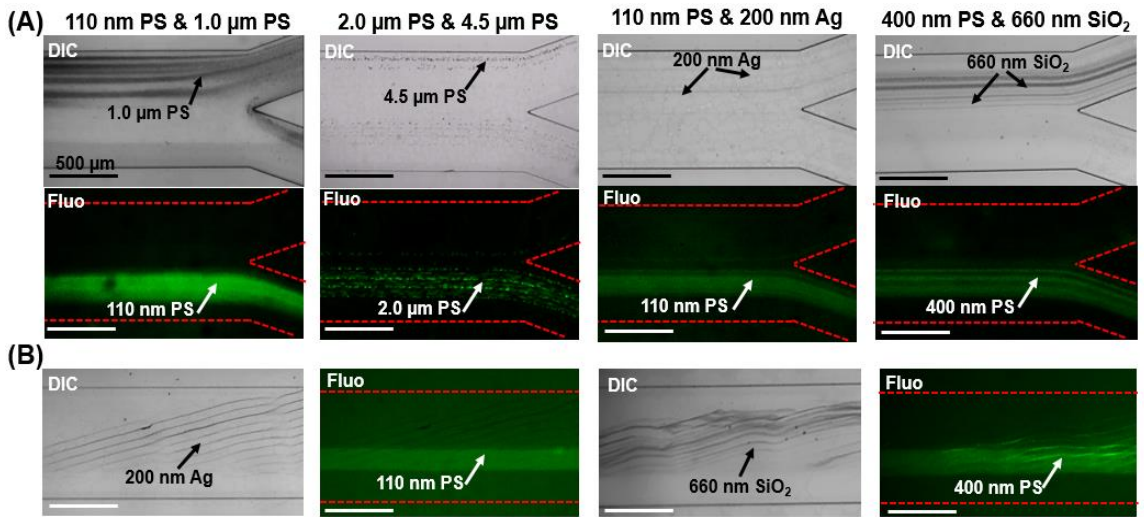 (A)
110 nm PS & 1.0 µm PS
2.0 µm PS & 4.5 µm PS
110 nm PS & 200 nm Ag
400 nm PS & 660 nm SiO₂
DIC
1.0 µm PS
500 µm
DIC
4.5 µm PS
DIC
200 nm Ag
DIC
660 nm SiO₂
Fluo
110 nm PS
Fluo
2.0 µm PS
Fluo
110 nm PS
Fluo
400 nm PS
(B)
DIC
200 nm Ag
Fluo
110 nm PS
DIC
660 nm SiO₂
Fluo
400 nm PS